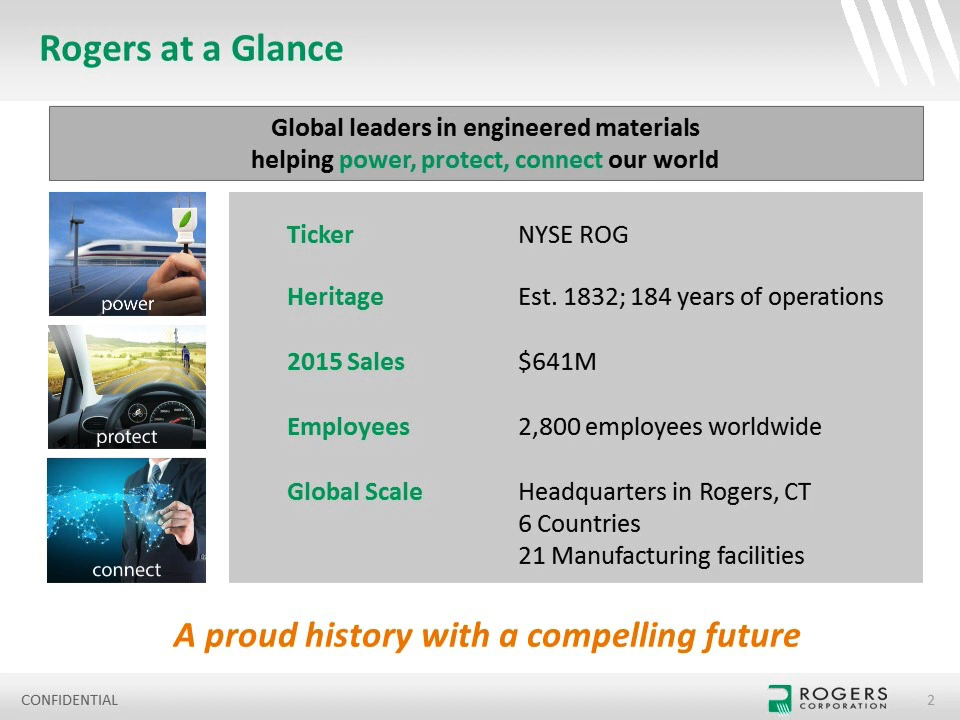 Rogers at a Glance
Global leaders in engineered materials
helping power, protect, connect our world
power
protect
connect
Ticker NYSE ROG
Heritage Est. 1832; 184 years of operations
2015 Sales $641M
Employees 2,800 employees worldwide
Global Scale Headquarters in Rogers, CT
6 Countries
21 Manufacturing facilities
A proud history with a compelling future
CONFIDENTIAL
ROGERS
CORPORATION
2